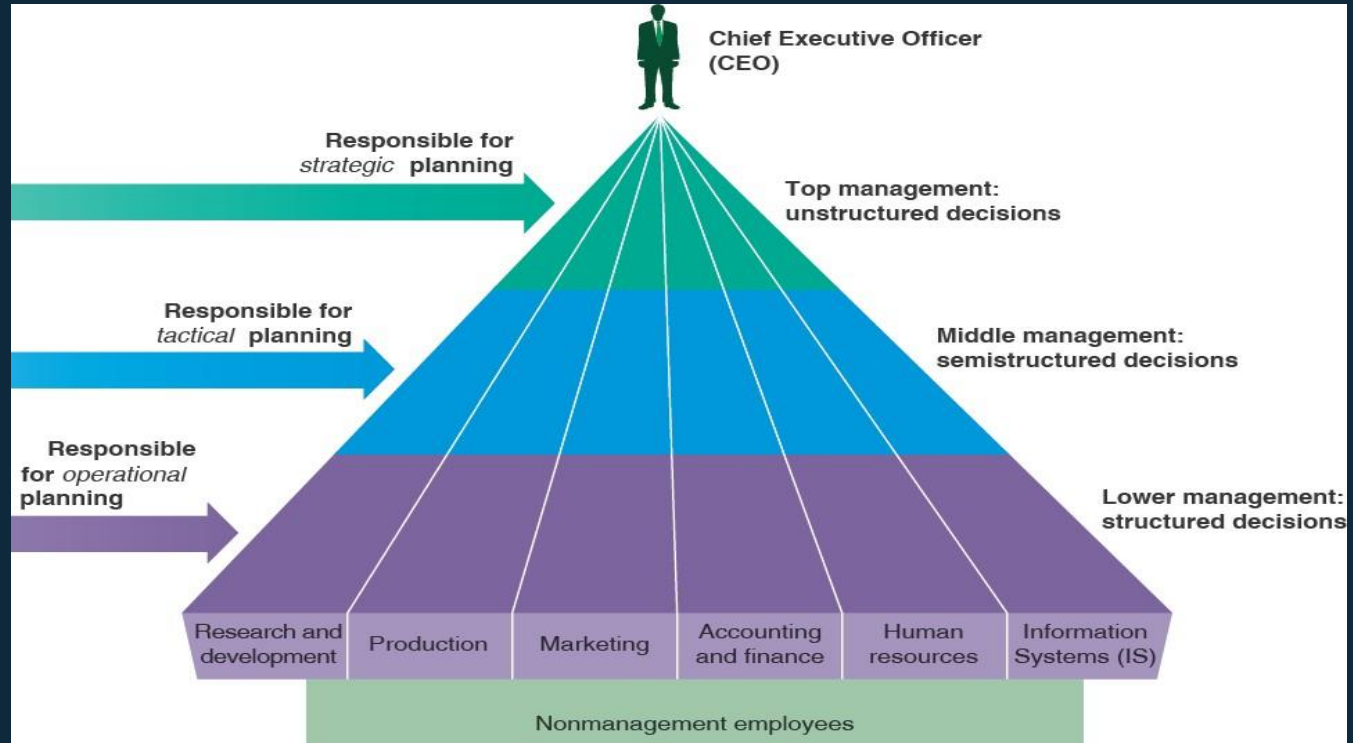 Chief Executive Officer
(CEO)
Responsible for
strategic planning
Top management:
unstructured decisions
Responsible for
tactical planning
Middle management:
semistructured decisions
Responsible
for operational
planning
Lower management:
structured decisions
Research and
development
Production
Marketing
Accounting
and finance
Human
resources
Information
Systems (IS)
Nonmanagement employees